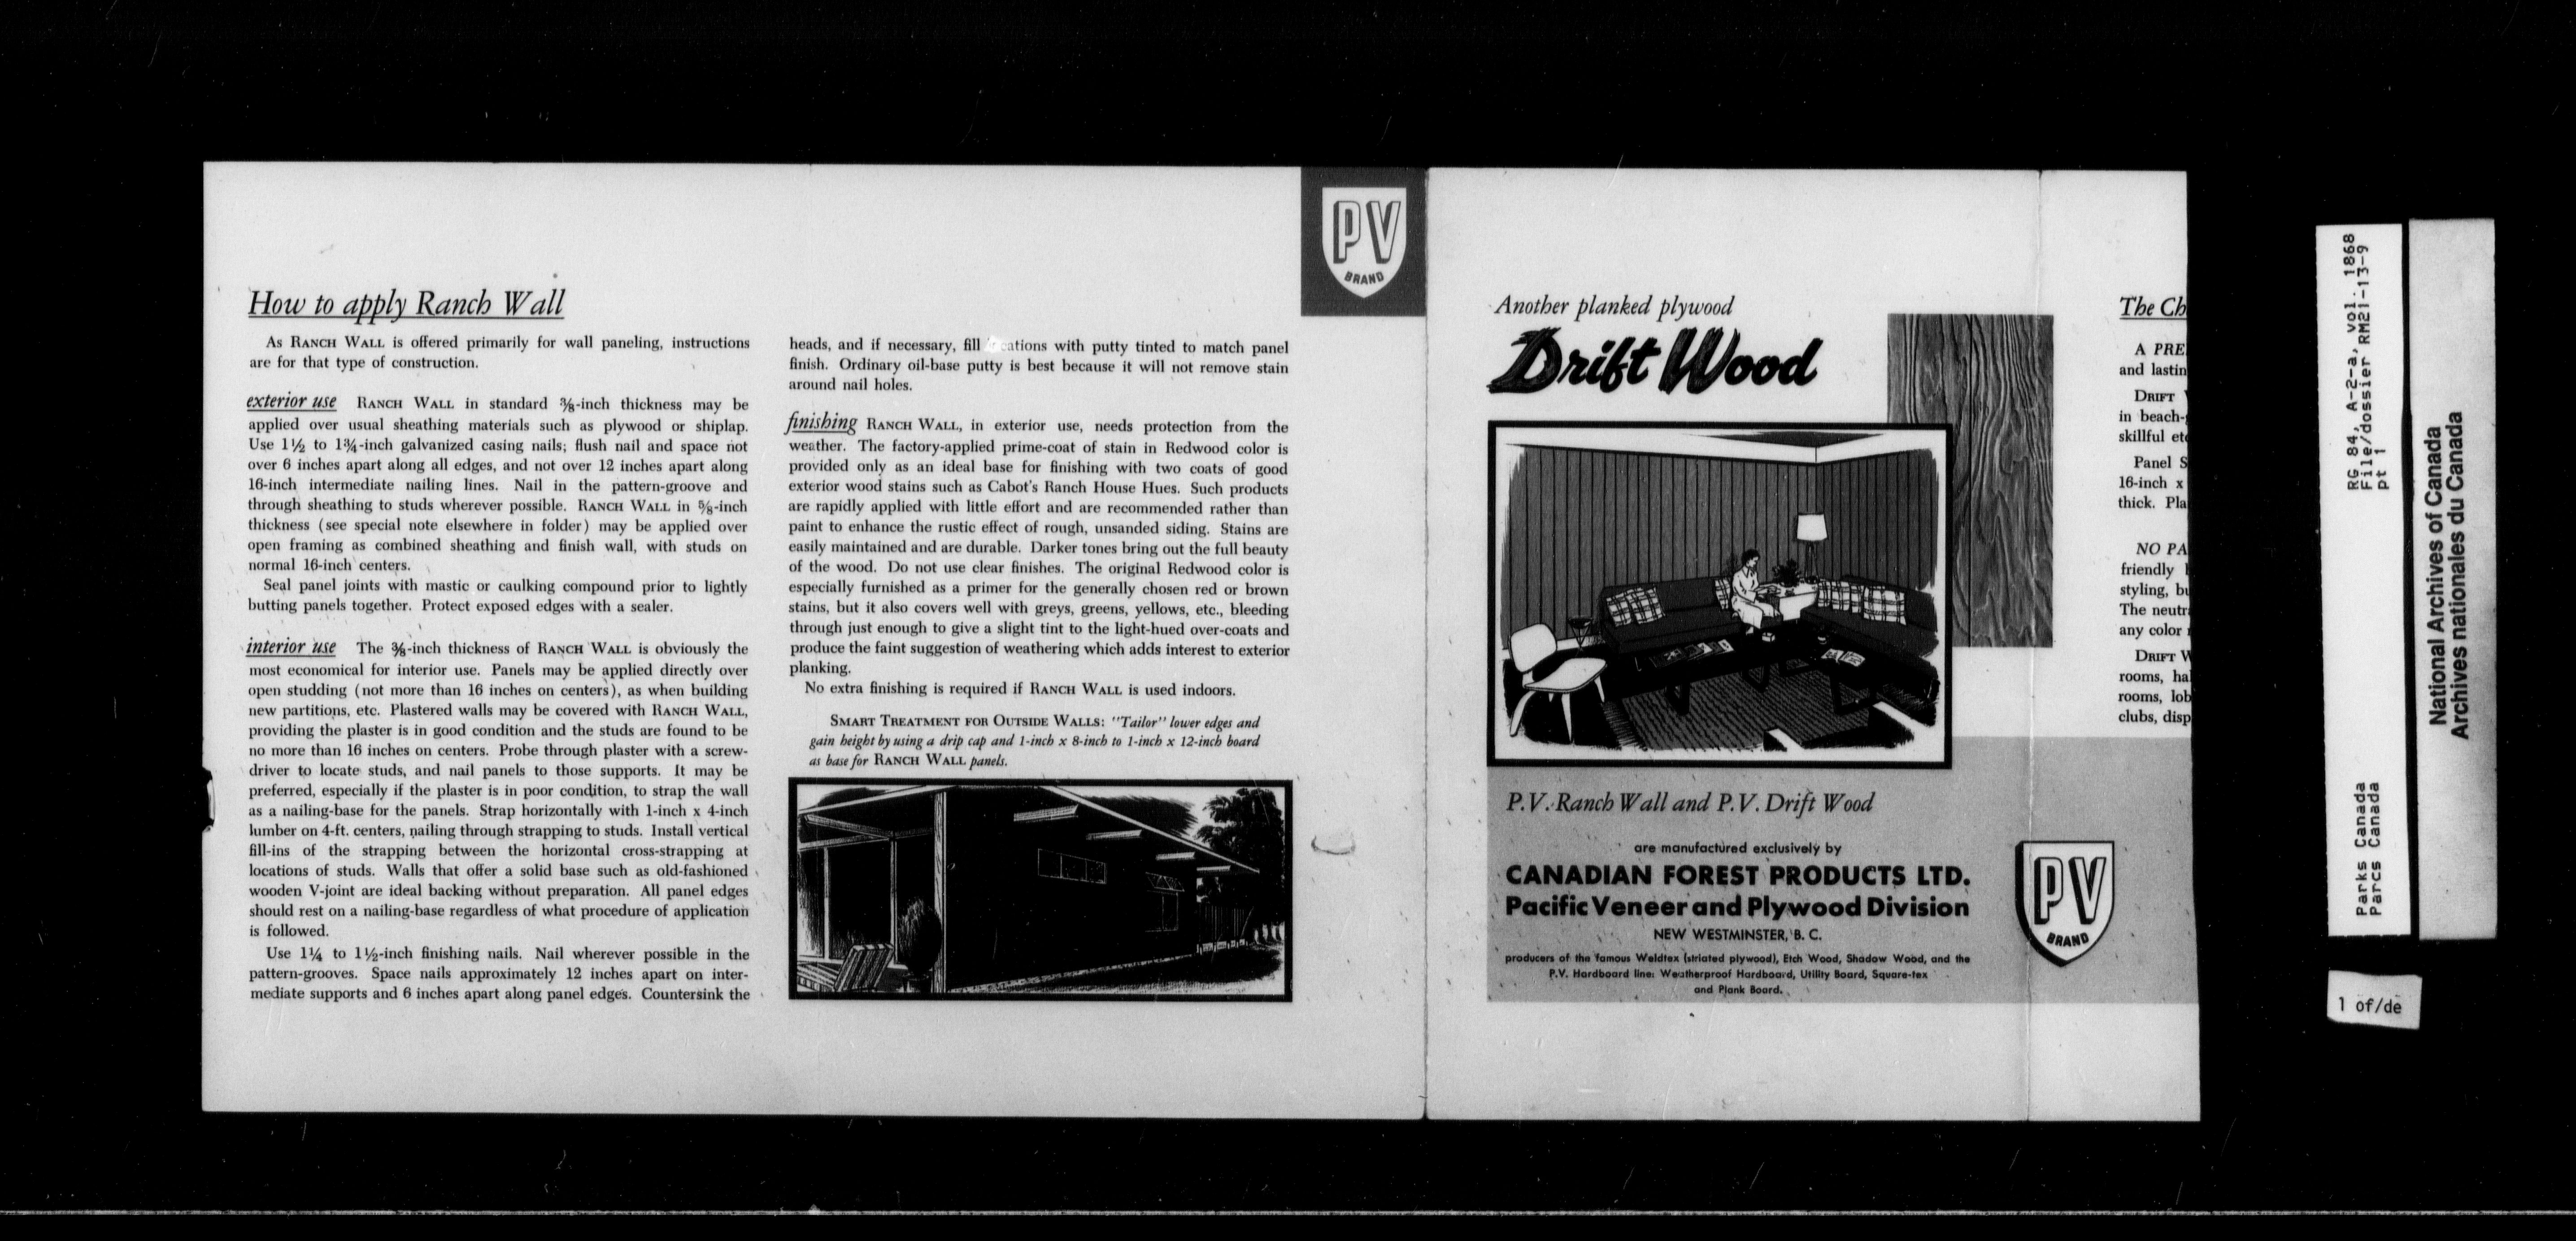 How to apply Ranch Wall
As RANCH WALL is offered primarily for wall paneling, instructions
are for that type of construction.
exterior use RANCH WALL in standard ⅜-inch thickness may be
applied over usual sheathing materials such as plywood or shiplap.
Use 1½ to 1¾-inch galvanized casing nails; flush nail and space not
over 6 inches apart along all edges, and not over 12 inches apart along
16-inch intermediate nailing lines. Nail in the pattern-groove and
through sheathing to studs wherever possible. RANCH WALL in ⅝-inch
thickness (see special note elsewhere in folder) may be applied over
open framing as combined sheathing and finish wall, with studs on
normal 16-inch centers.
Seal panel joints with mastic or caulking compound prior to lightly
butting panels together. Protect exposed edges with a sealer.
interior use The ⅜-inch thickness of RANCH WALL is obviously the
most economical for interior use. Panels may be applied directly over
open studding (not more than 16 inches on centers), as when building
new partitions, etc. Plastered walls may be covered with RANCH WALL,
providing the plaster is in good condition and the studs are found to be
no more than 16 inches on centers. Probe through plaster with a screw-
driver to locate studs, and nail panels to those supports. It may be
preferred, especially if the plaster is in poor condition, to strap the wall
as a nailing-base for the panels. Strap horizontally with 1-inch x 4-inch
lumber on 4-ft. centers, nailing through strapping to studs. Install vertical
fill-ins of the strapping between the horizontal cross-strapping at
locations of studs. Walls that offer a solid base such as old-fashioned
wooden V-joint are ideal backing without preparation. All panel edges
should rest on a nailing-base regardless of what procedure of application
is followed.
Use 1¼ to 1½-inch finishing nails. Nail wherever possible in the
pattern-grooves. Space nails approximately 12 inches apart on inter-
mediate supports and 6 inches apart along panel edges. Countersink the
PV
BRAND
heads, and if necessary, fill cations with putty tinted to match panel
finish. Ordinary oil-base putty is best because it will not remove stain
around nail holes.
finishing RANCH WALL, in exterior use, needs protection from the
weather. The factory-applied prime-coat of stain in Redwood color is
provided only as an ideal base for finishing with two coats of good
exterior wood stains such as Cabot's Ranch House Hues. Such products
are rapidly applied with little effort and are recommended rather than
paint to enhance the rustic effect of rough, unsanded siding. Stains are
easily maintained and are durable. Darker tones bring out the full beauty
of the wood. Do not use clear finishes. The original Redwood color is
especially furnished as a primer for the generally chosen red or brown
stains, but it also covers well with greys, greens, yellows, etc., bleeding
through just enough to give a slight tint to the light-hued over-coats and
produce the faint suggestion of weathering which adds interest to exterior
planking.
No extra finishing is required if RANCH WALL is used indoors.
SMART TREATMENT FOR OUTSIDE WALLS: "Tailor" lower edges and
gain height by using a drip cap and 1-inch x 8-inch to 1-inch x 12-inch board
as base for RANCH WALL panels.
Another planked plywood
Drift Wood
P.V. Ranch Wall and P.V. Drift Wood
are manufactured exclusively by
CANADIAN FOREST PRODUCTS LTD.
Pacific Veneer and Plywood Division
NEW WESTMINSTER, B. C.
producers of the famous Weldtex (striated plywood), Etch Wood, Shadow Wood, and the
P.V. Hardboard line: Weatherproof Hardboard, Utility Board, Square-tex
and Plank Board.
PV
BRAND
The Ch
A PRE
and lastin
DRIFT
in beach-
skillful etc
Panel S
16-inch x
thick. Pla
NO PA
friendly
styling, bu
The neutr
any color
DRIFT W
rooms, hal
rooms, lob
clubs, disp
RG 84, A-2-a, vol. 1868
File/dossier RM21-13-9
pt 1
Parks Canada
Parcs Canada
National Archives of Canada
Archives nationales du Canada
1 of/de